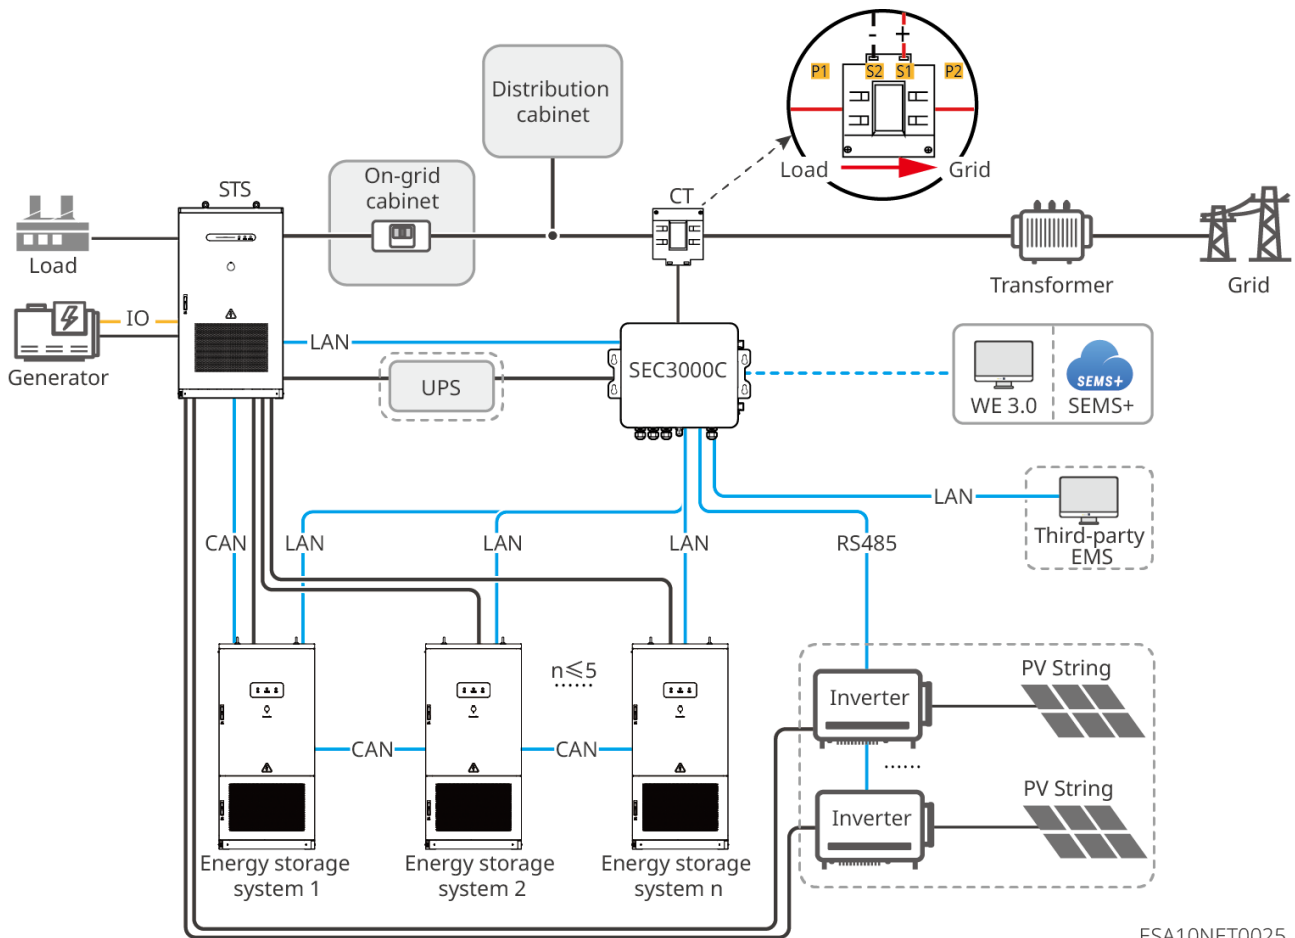 -
+
P1
S2
S1
P2
Load
Grid
Distribution
cabinet
On-grid
cabinet
STS
CT
Load
Transformer
Grid
IO
Generator
LAN
UPS
SEC3000C
WE 3.0
SEMS+
SEMS+
LAN
Third-party
EMS
CAN
LAN
LAN
LAN
RS485
n≤5
......
CAN
CAN
Energy storage
system 1
Energy storage
system 2
Energy storage
system n
Inverter
PV String
......
Inverter
PV String
ESA10NET0025